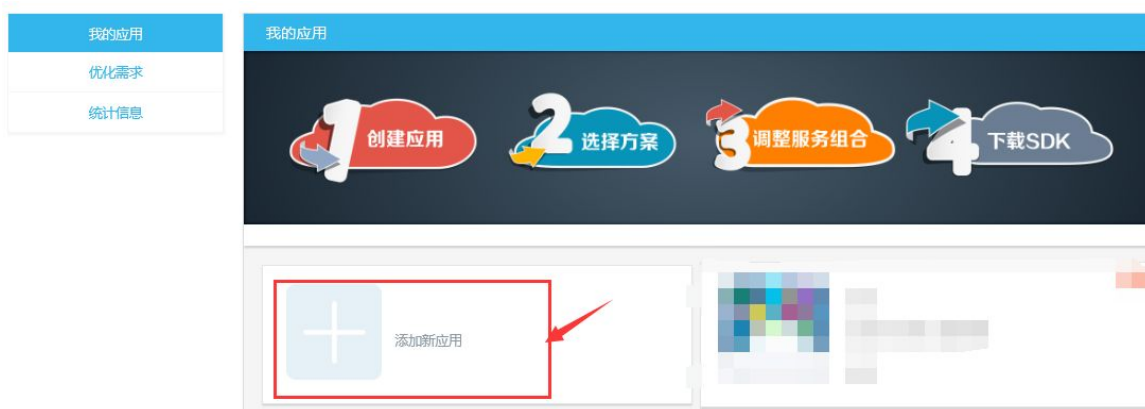 我的应用
优化需求
统计信息
我的应用
1 创建应用
2 选择方案
3 调整服务组合
4 下载SDK
添加新应用